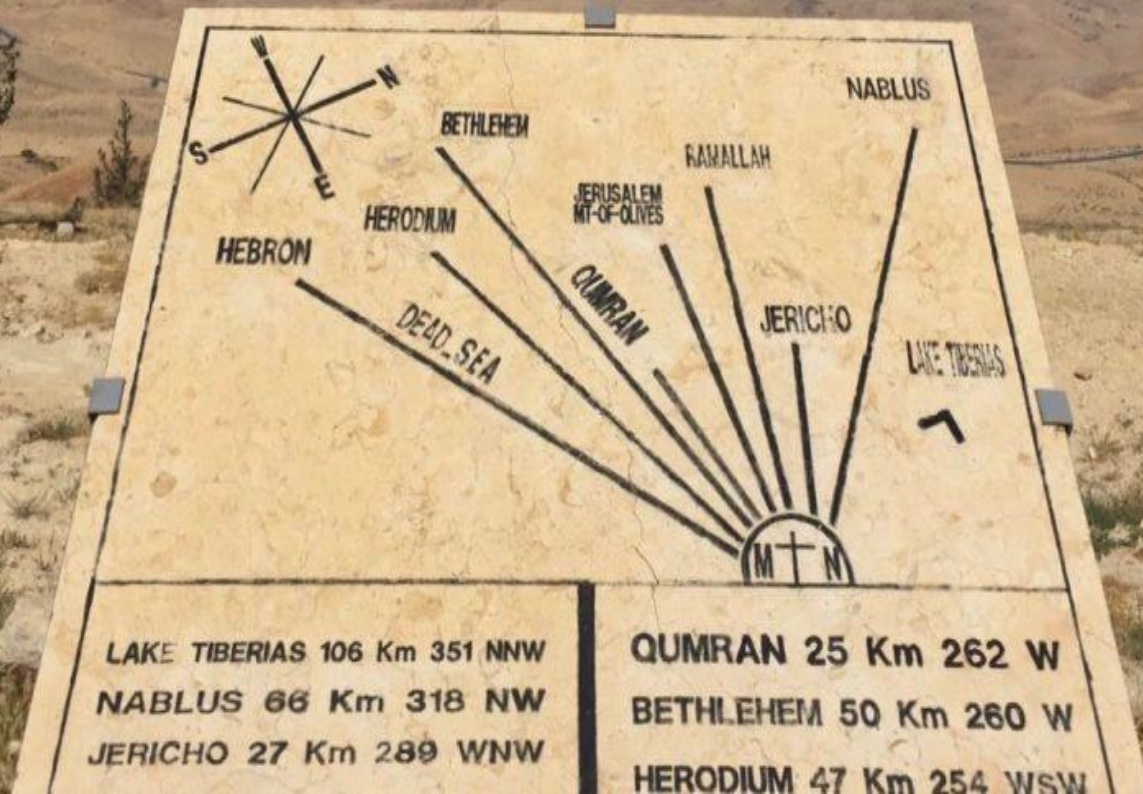 W
N
S
E
NABLUS
BETHLEHEM
RAMALLAH
JERUSALEM
MT-OF-OLIVES
HERODIUM
HEBRON
QUMRAN
DEAD SEA
JERICHO
LAKE TIBERIAS
M N
LAKE TIBERIAS 106 Km 351 NNW
NABLUS 66 Km 318 NW
JERICHO 27 Km 289 WNW
QUMRAN 25 Km 262 W
BETHLEHEM 50 Km 260 W
HERODIUM 47 Km 254 WSW